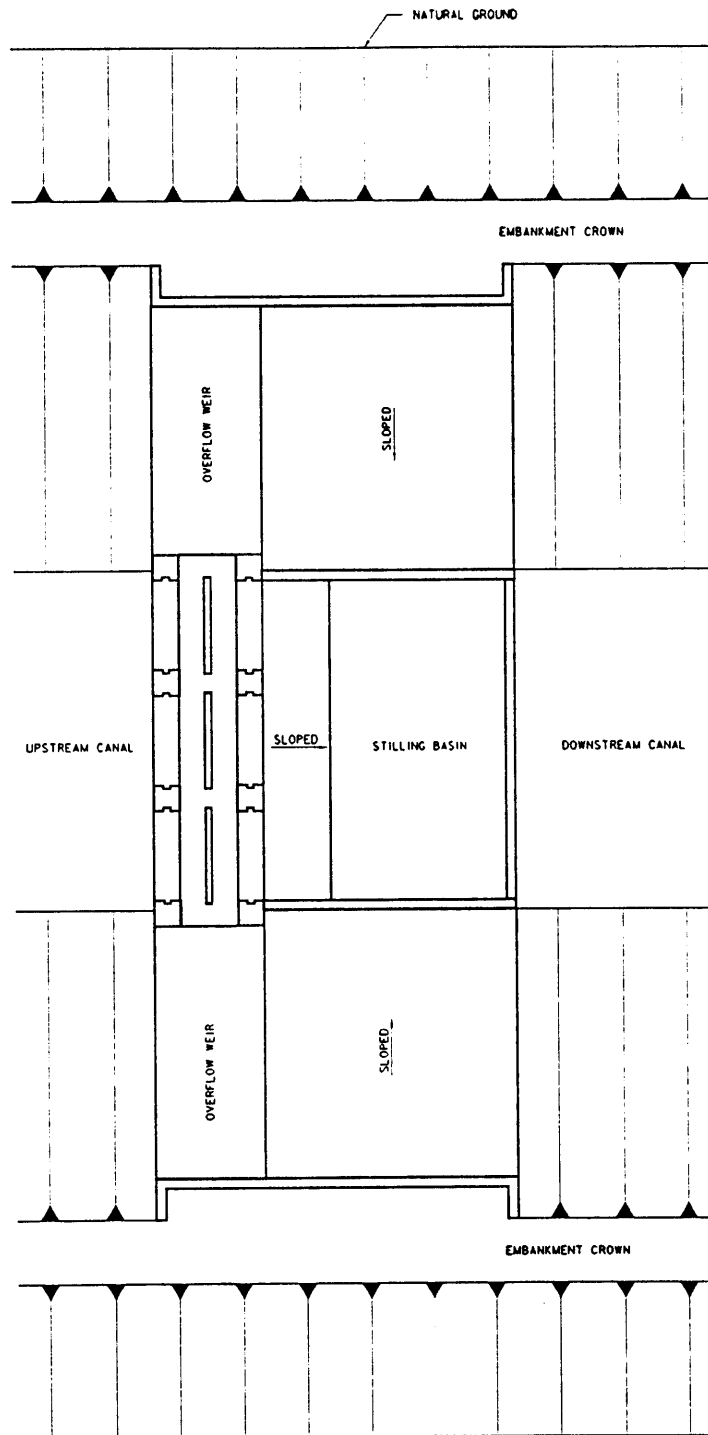 NATURAL GROUND
EMBANKMENT CROWN
OVERFLOW WEIR
SLOPED
UPSTREAM CANAL
SLOPED
STILLING BASIN
DOWNSTREAM CANAL
OVERFLOW WEIR
SLOPED
EMBANKMENT CROWN